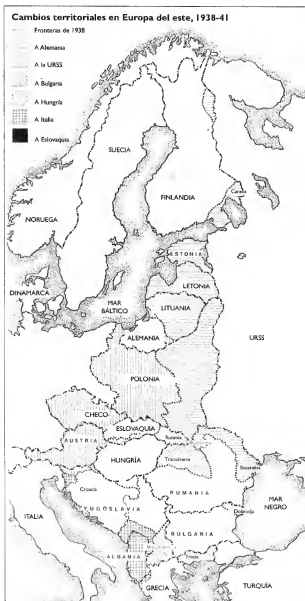 Cambios territoriales en Europa del este, 1938-41
Fronteras de 1938
A Alemania
A la URSS
A Bulgaria
A Hungría
A Italia
A Eslovaquia
SUECIA
FINLANDIA
Carelia
NORUEGA
ESTONIA
LETONIA
DINAMARCA
MAR
BÁLTICO
LITUANIA
ALEMANIA
URSS
POLONIA
CHECO
ESLOVAQUIA
Rutenia
AUSTRIA
HUNGRÍA
Transilvania
Besarabia
Croacia
RUMANIA
YUGOSLAVIA
MAR
NEGRO
ITALIA
Dobrudja
BULGARIA
Macedonia
ALBANIA
Tracia
GRECIA
TURQUÍA